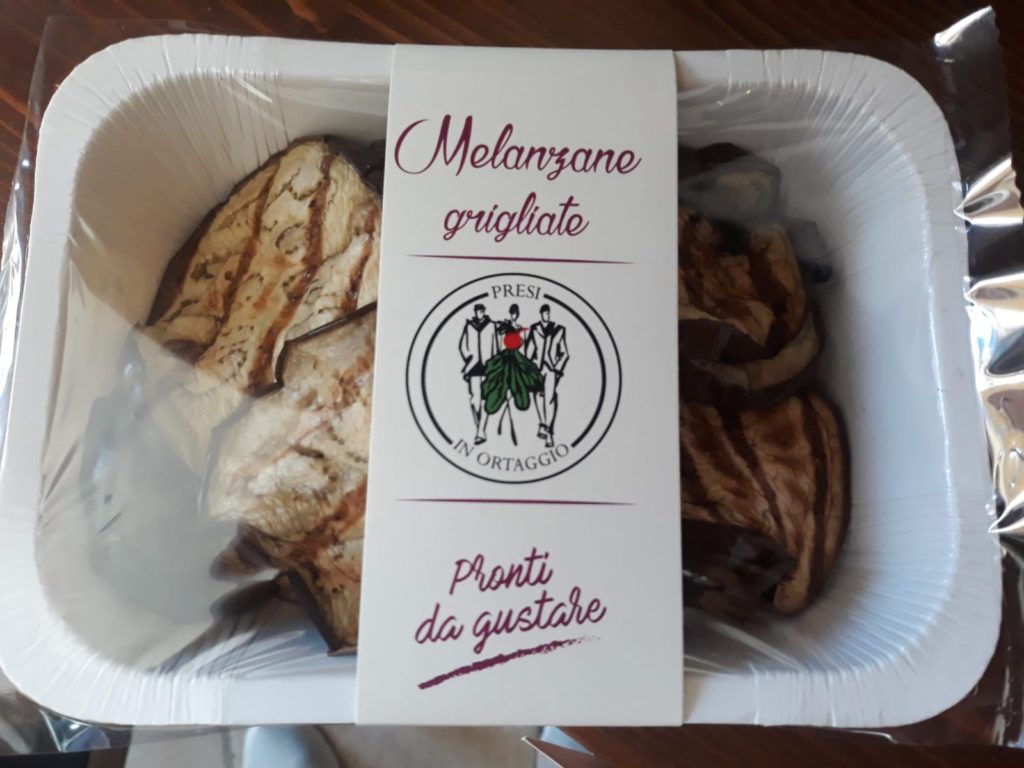 Melanzane
grigliate
PRESI
IN ORTAGGIO
Pronti
da gustare